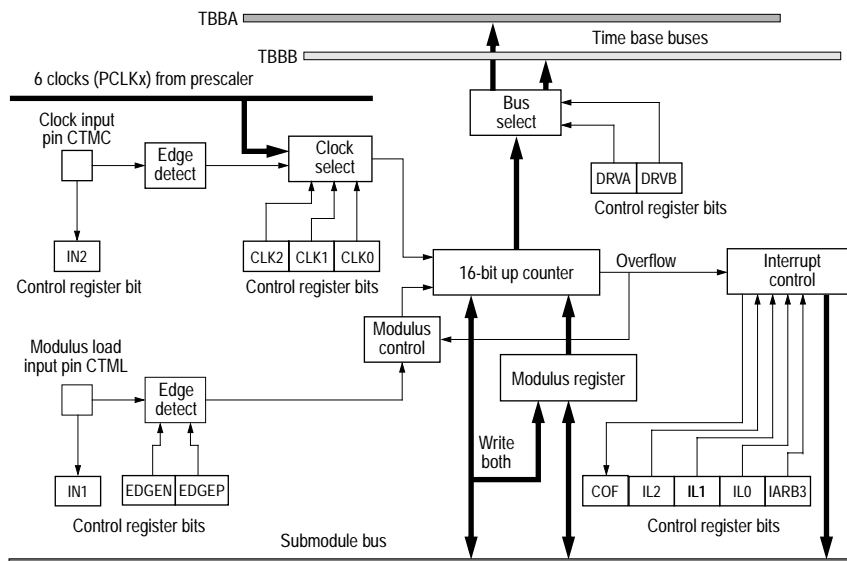 TBBA
TBBB
Time base buses
6 clocks (PCLKx) from prescaler
Clock input
pin CTMC
Edge
detect
Clock
select
Bus
select
DRVA DRVB
Control register bits
IN2
Control register bit
CLK2 CLK1 CLK0
Control register bits
16-bit up counter
Overflow
Interrupt
control
Modulus
control
Modulus load
input pin CTML
Edge
detect
Modulus register
Write
both
IN1
EDGEN EDGEP
Control register bits
COF IL2 IL1 IL0 IARB3
Control register bits
Submodule bus